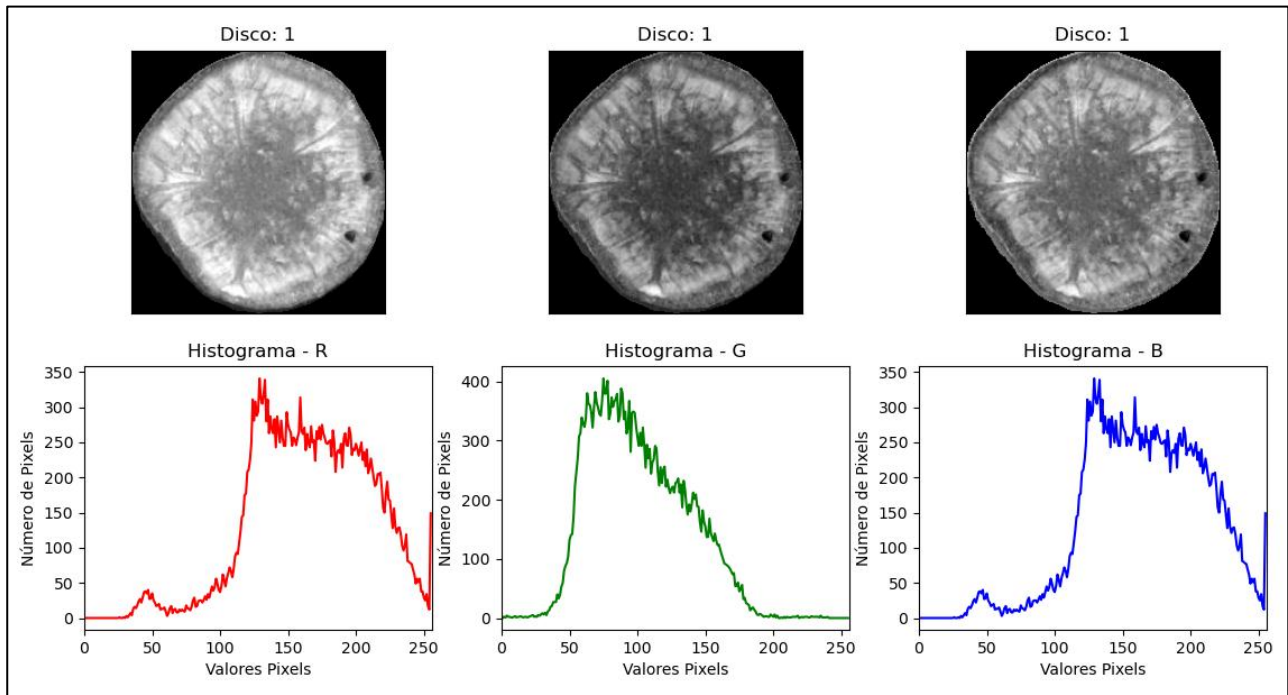 Disco: 1
Disco: 1
Disco: 1
Histograma - R
Histograma - G
Histograma - B
Número de Pixels
350
300
250
200
150
100
50
0
0 50 100 150 200 250
Valores Pixels
Número de Pixels
400
300
200
100
0
0 50 100 150 200 250
Valores Pixels
Número de Pixels
350
300
250
200
150
100
50
0
0 50 100 150 200 250
Valores Pixels